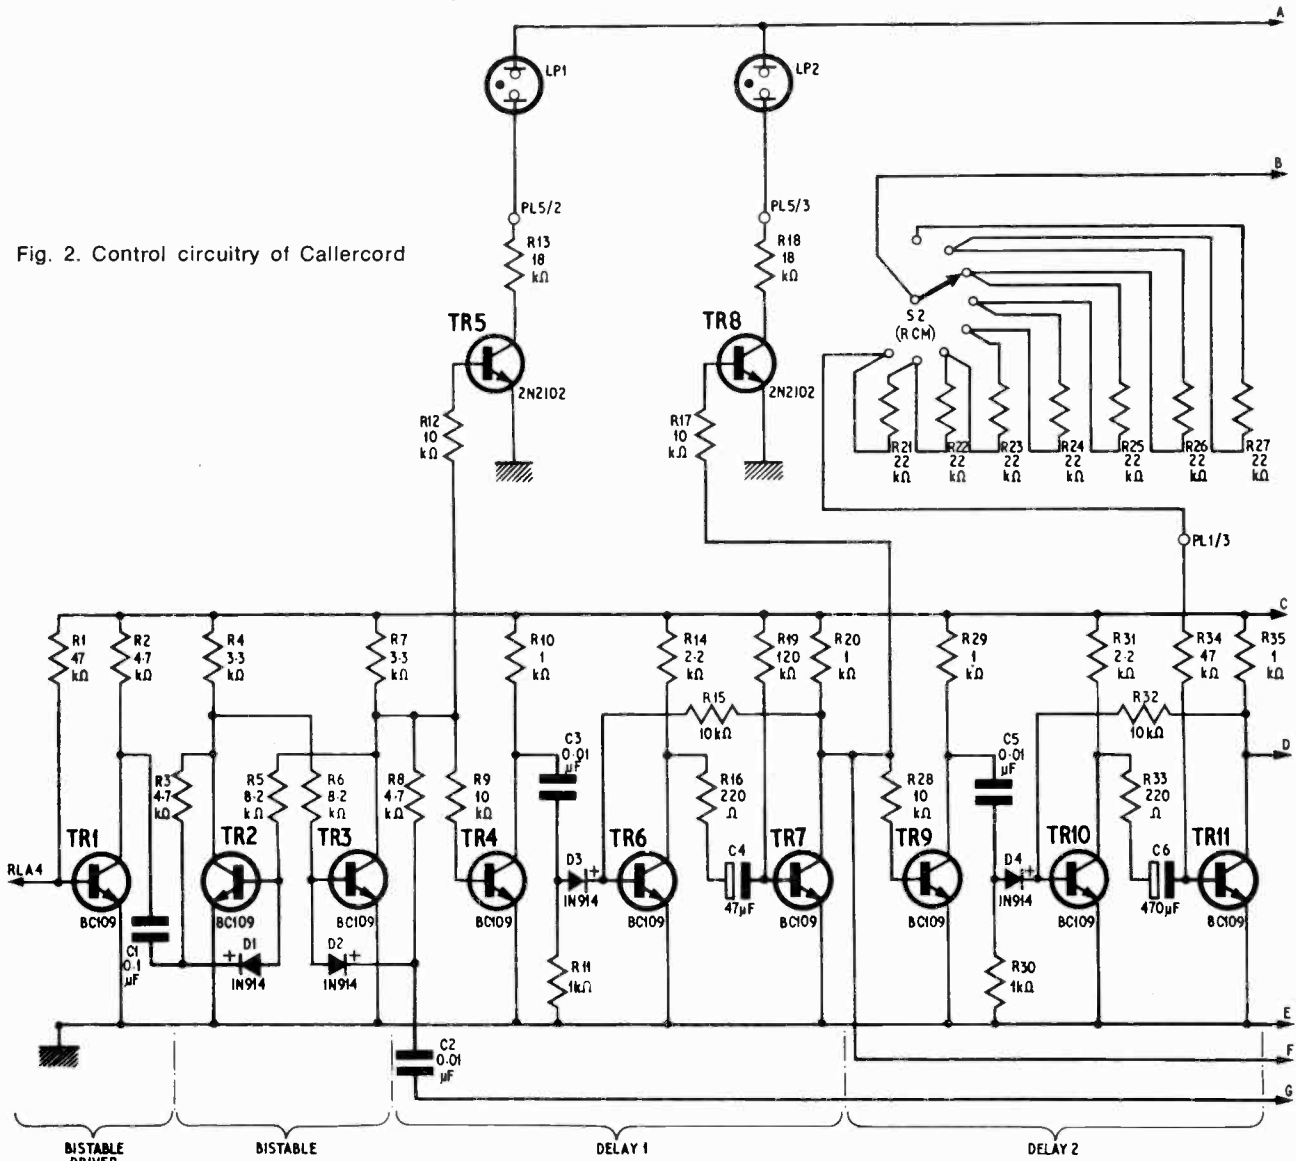 A
LP1
LP2
B
PL5/2
PL5/3
Fig. 2. Control circuitry of Callercord
R13
18
kΩ
R18
18
kΩ
S2
(RCM)
TR5
TR8
2N2102
2N2102
R12
10
kΩ
R17
10
kΩ
R21
22
kΩ
R22
22
kΩ
R23
22
kΩ
R24
22
kΩ
R25
22
kΩ
R26
22
kΩ
R27
22
kΩ
PL1/3
C
R1
47
kΩ
R2
4.7
kΩ
R4
3.3
kΩ
R7
3.3
kΩ
R10
1
kΩ
R14
2.2
kΩ
R19
120
kΩ
R20
1
kΩ
R29
1
kΩ
R31
2.2
kΩ
R34
47
kΩ
R35
1
kΩ
R15
10kΩ
R32
10kΩ
D
R3
4.7
kΩ
R5
8.2
kΩ
R6
8.2
kΩ
R8
4.7
kΩ
R9
10
kΩ
C3
0.01
µF
R16
220
Ω
R28
10
kΩ
C5
0.01
µF
R33
220
Ω
TR1
TR2
TR3
TR4
TR6
TR7
TR9
TR10
TR11
RLA4
D3
+
1N914
C4
47µF
D4
+
1N914
C6
470µF
BC109
BC109
BC109
BC109
BC109
BC109
BC109
BC109
BC109
C1
0.1
µF
+
D1
1N914
D2
+
1N914
R11
1kΩ
R30
1kΩ
E
C2
0.01
µF
F
G
BISTABLE
DRIVER
BISTABLE
DELAY 1
DELAY 2